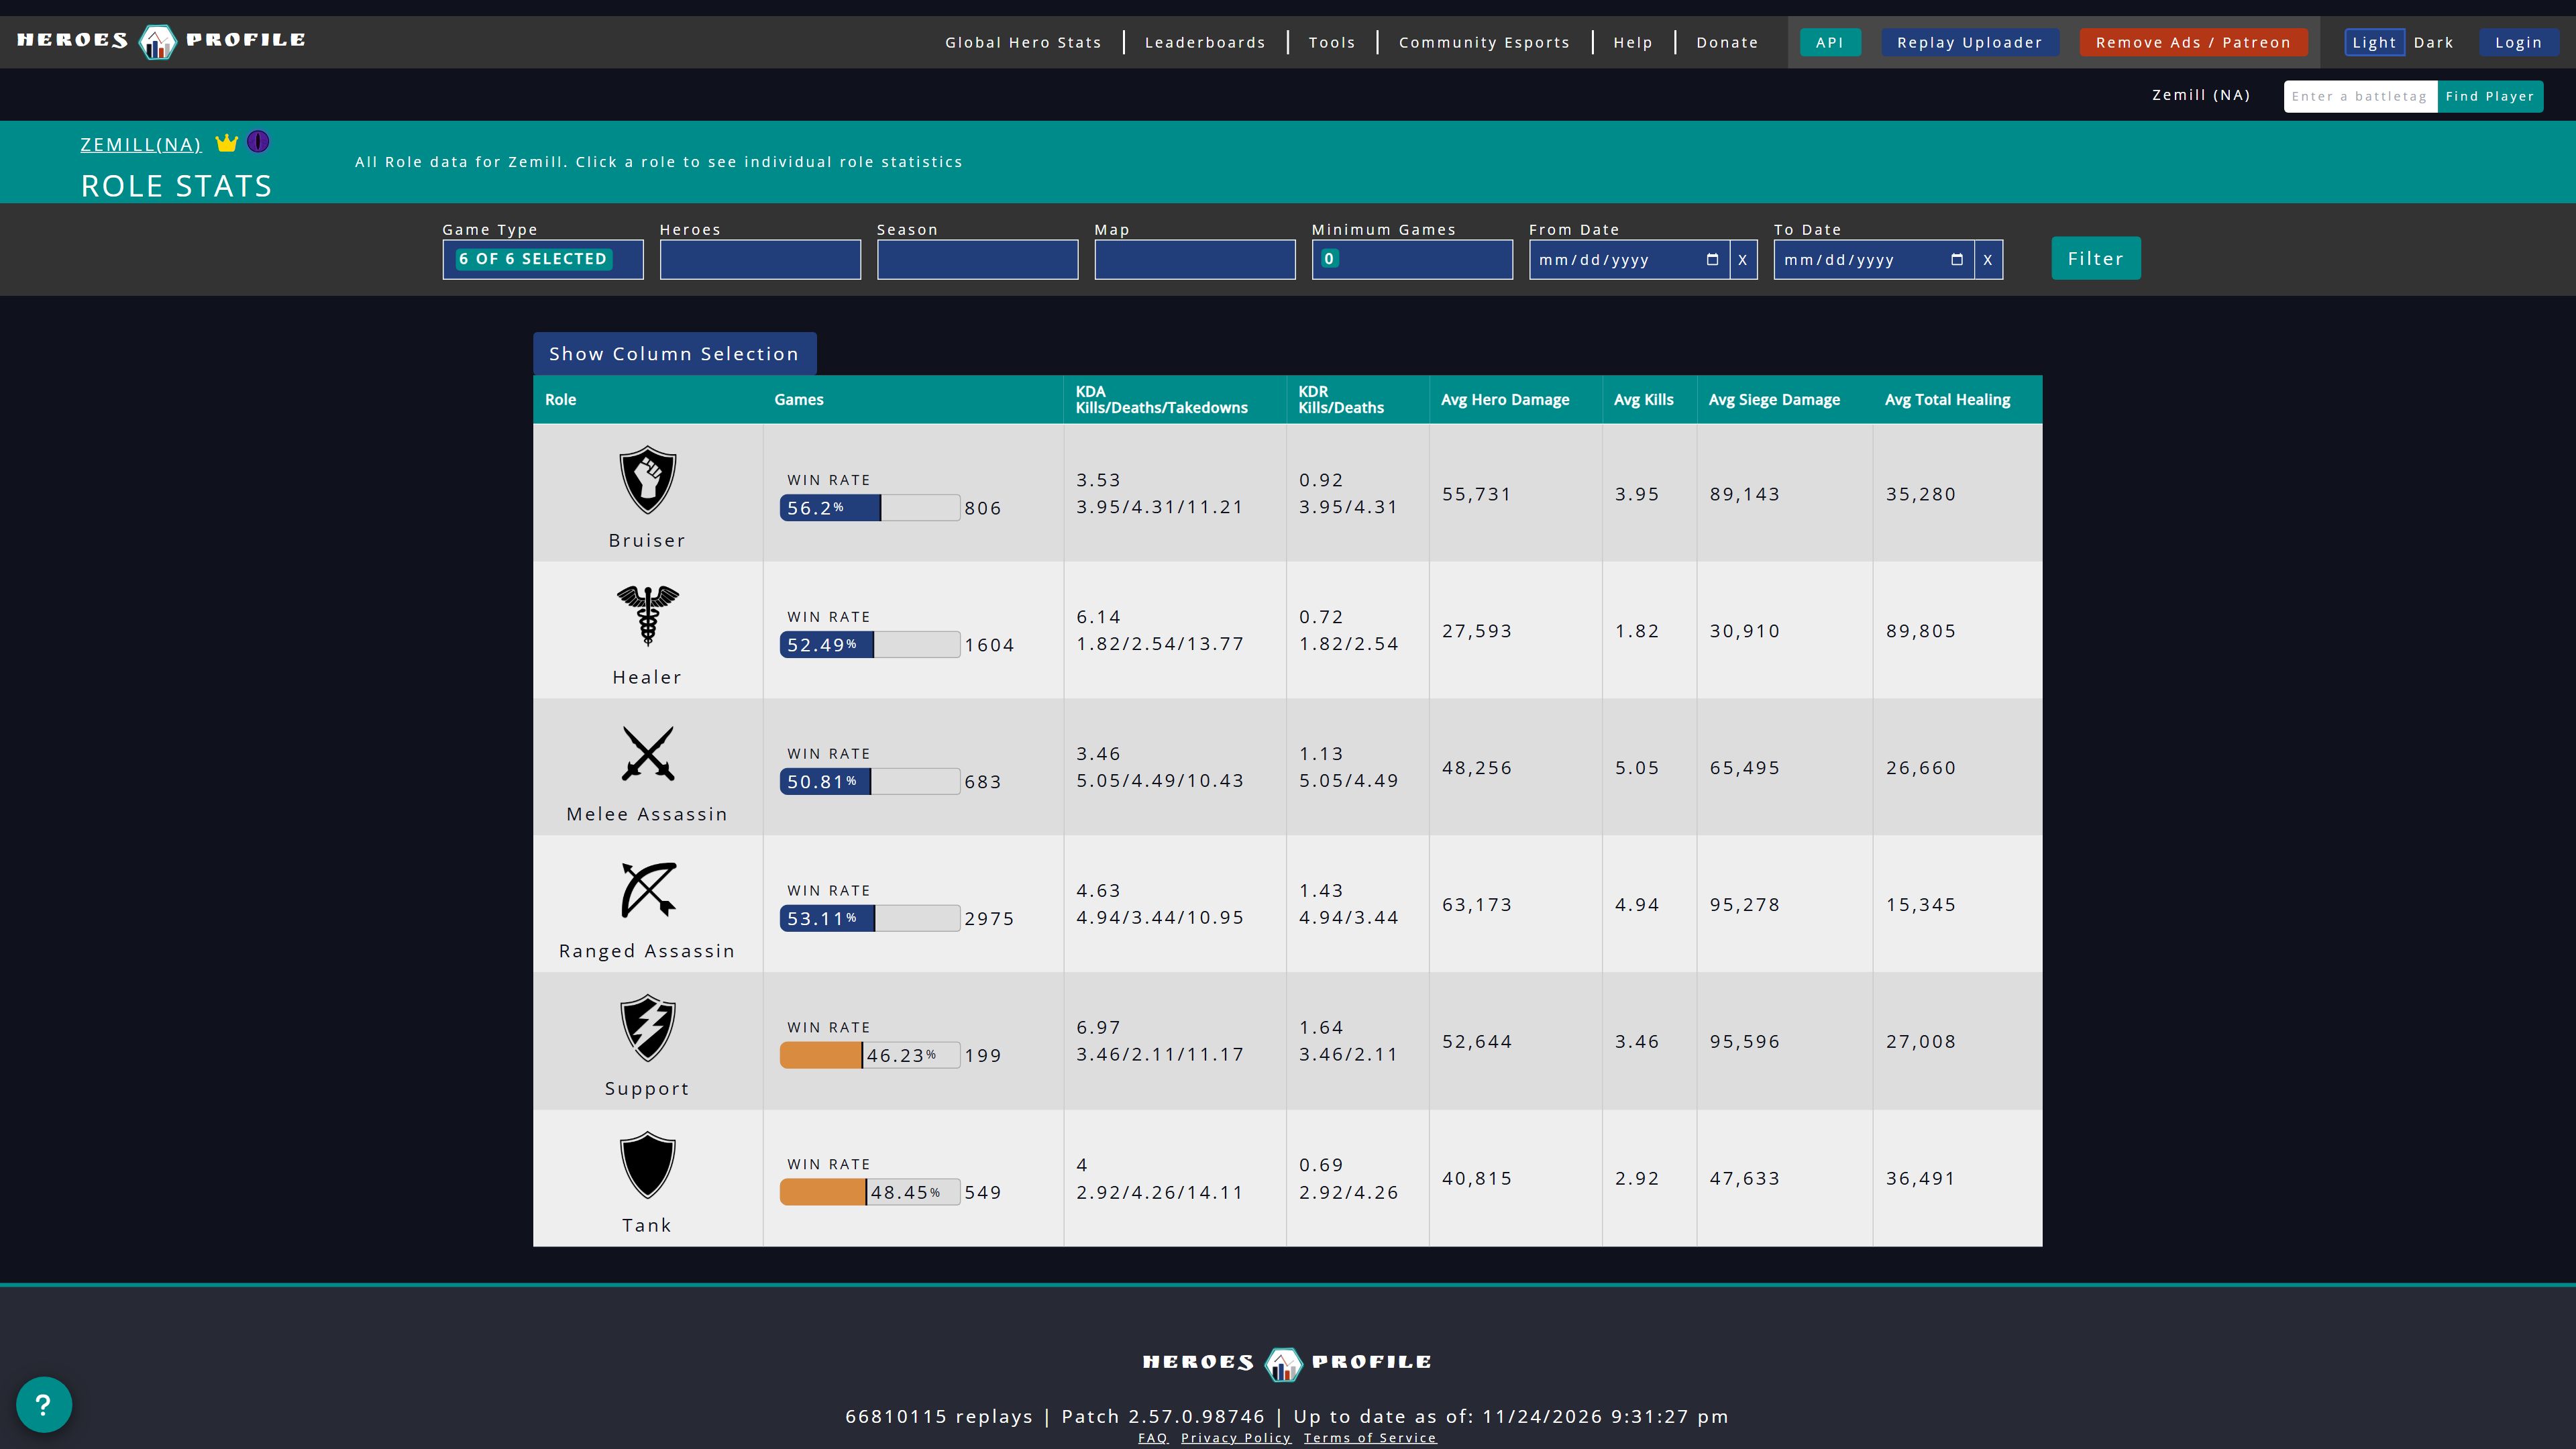 HEROES PROFILE
Global Hero Stats Leaderboards Tools Community Esports Help Donate API Replay Uploader Remove Ads / Patreon Light Dark Login
Zemill (NA) Enter a battletag Find Player
ZEMILL(NA)
ROLE STATS
All Role data for Zemill. Click a role to see individual role statistics
Game Type Heroes Season Map Minimum Games From Date To Date
6 OF 6 SELECTED 0 mm/dd/yyyy X mm/dd/yyyy X Filter
Show Column Selection
Role Games KDA Kills/Deaths/Takedowns KDR Kills/Deaths Avg Hero Damage Avg Kills Avg Siege Damage Avg Total Healing
WIN RATE 3.53 0.92
56.2% 806 3.95/4.31/11.21 3.95/4.31 55,731 3.95 89,143 35,280
Bruiser
WIN RATE 6.14 0.72
52.49% 1604 1.82/2.54/13.77 1.82/2.54 27,593 1.82 30,910 89,805
Healer
WIN RATE 3.46 1.13
50.81% 683 5.05/4.49/10.43 5.05/4.49 48,256 5.05 65,495 26,660
Melee Assassin
WIN RATE 4.63 1.43
53.11% 2975 4.94/3.44/10.95 4.94/3.44 63,173 4.94 95,278 15,345
Ranged Assassin
WIN RATE 6.97 1.64
46.23% 199 3.46/2.11/11.17 3.46/2.11 52,644 3.46 95,596 27,008
Support
WIN RATE 4 0.69
48.45% 549 2.92/4.26/14.11 2.92/4.26 40,815 2.92 47,633 36,491
Tank
HEROES PROFILE
?
66810115 replays | Patch 2.57.0.98746 | Up to date as of: 11/24/2026 9:31:27 pm
FAQ Privacy Policy Terms of Service